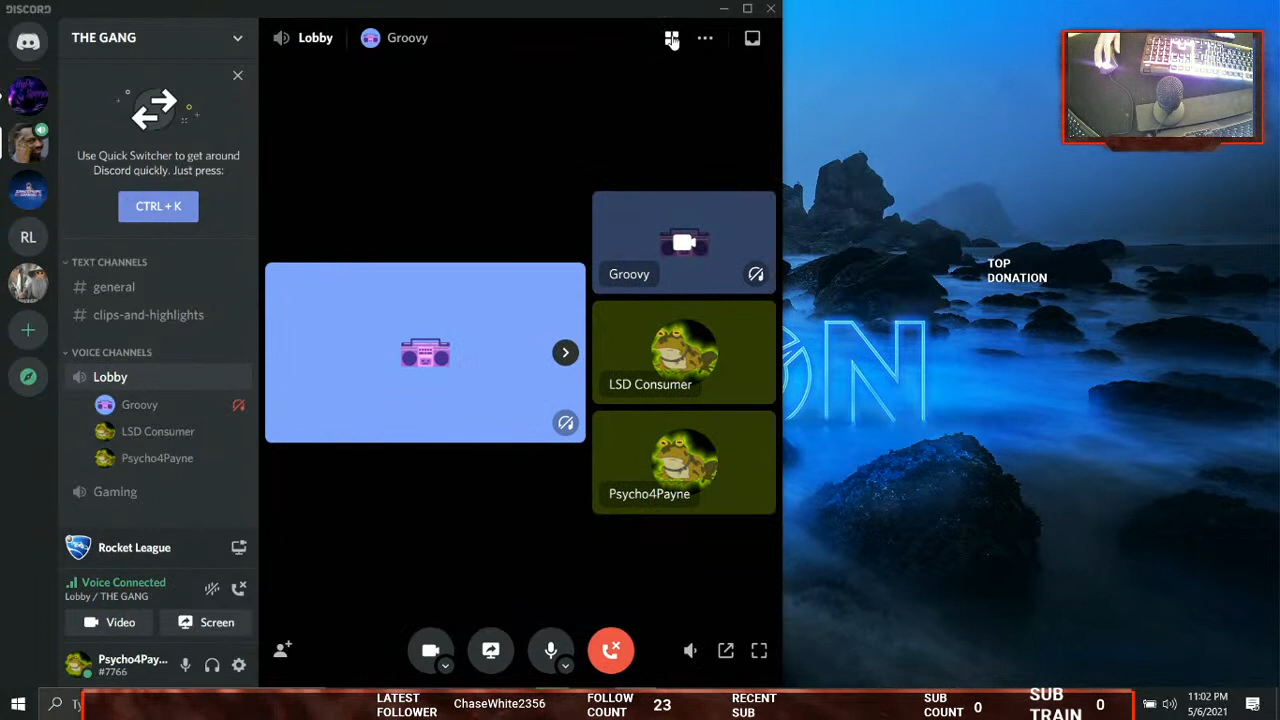 DISCORD
THE GANG
Use Quick Switcher to get around
Discord quickly. Just press:
CTRL + K
RL
TEXT CHANNELS
# general
# clips-and-highlights
VOICE CHANNELS
Lobby
Groovy
LSD Consumer
Psycho4Payne
Gaming
Rocket League
Voice Connected
Lobby / THE GANG
Video
Screen
Psycho4Pay...
#7766
Lobby
Groovy
Groovy
LSD Consumer
Psycho4Payne
TOP
DONATION
ON
Ty
LATEST
FOLLOWER
ChaseWhite2356
FOLLOW
COUNT
23
RECENT
SUB
SUB
COUNT
0
SUB
TRAIN
0
11:02 PM
5/6/2021